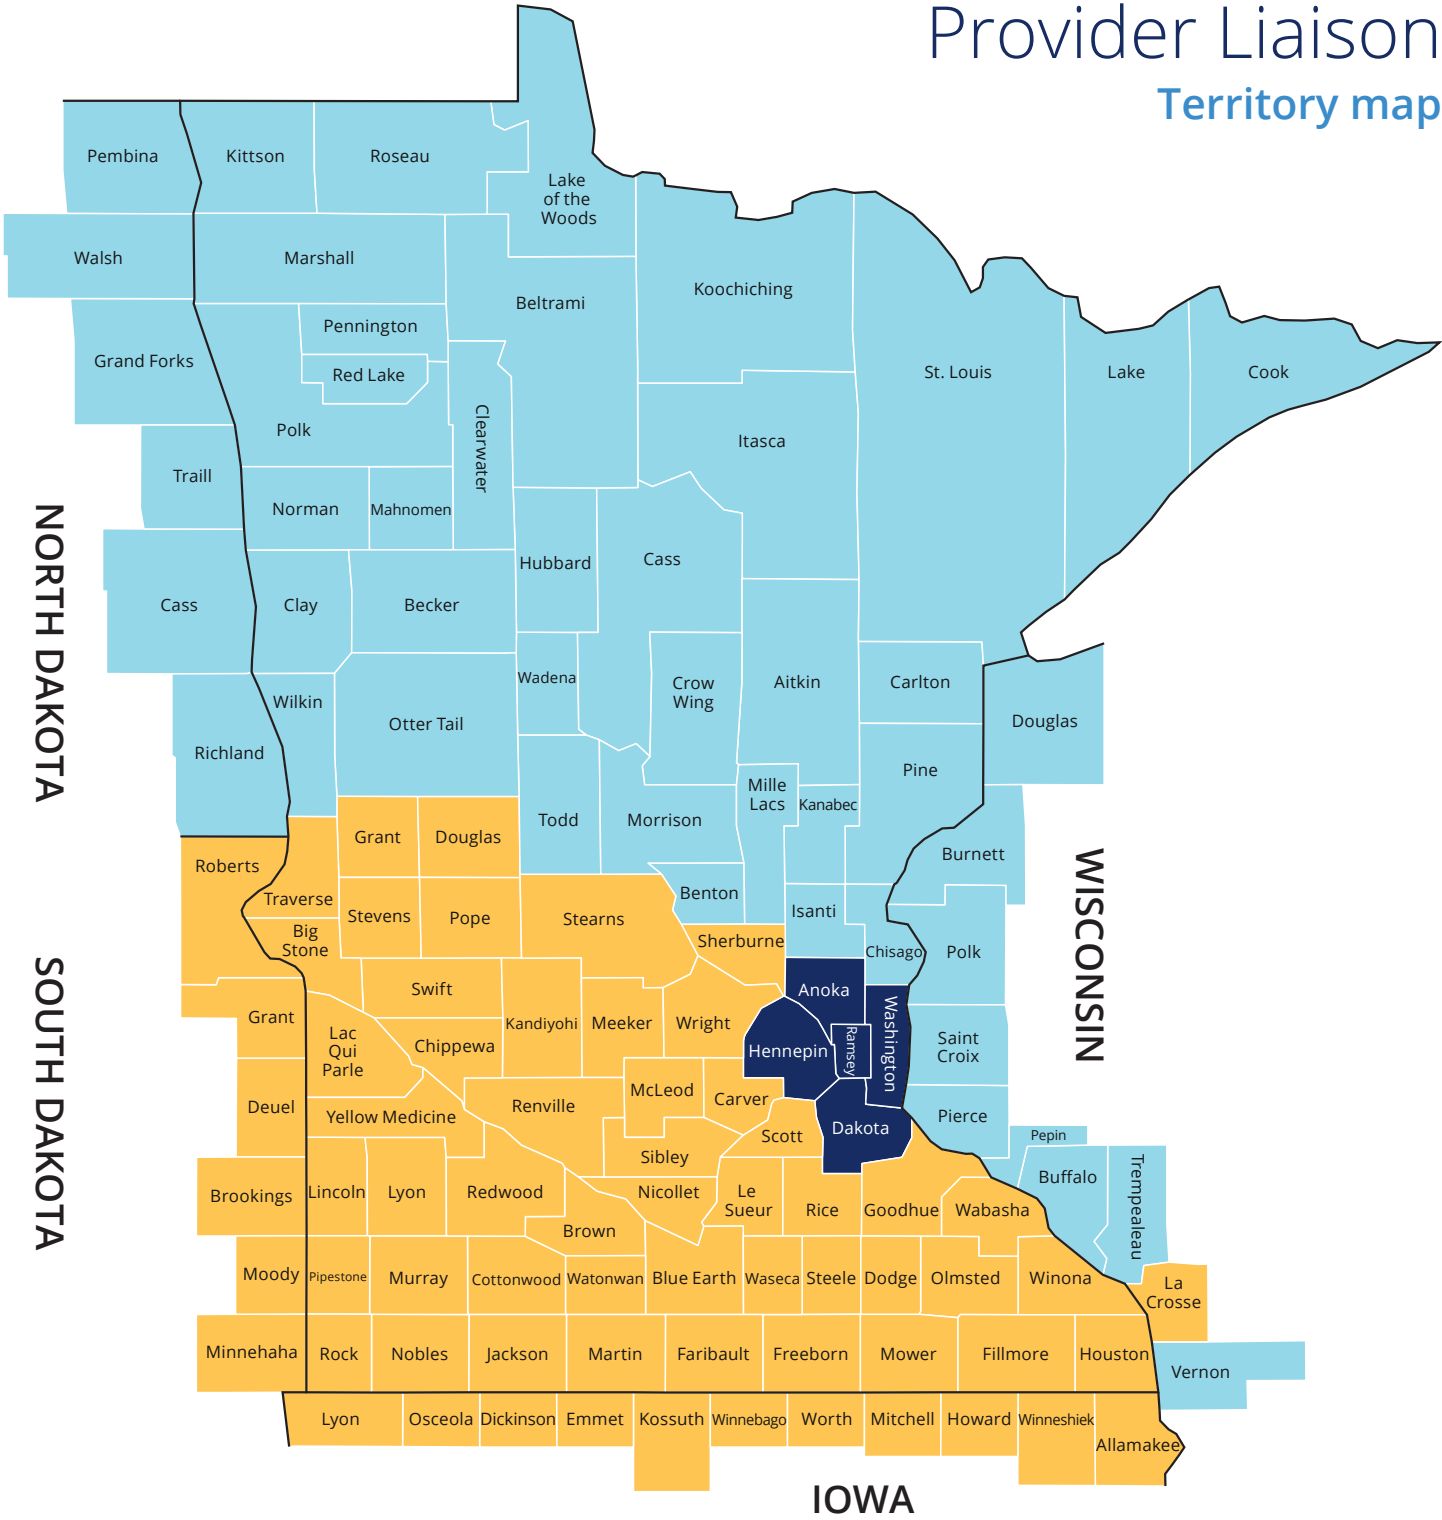 Provider Liaison
Territory map
Pembina
Kittson
Roseau
Lake
of the
Woods
Walsh
Marshall
Koochiching
Beltrami
Pennington
Grand Forks
Red Lake
St. Louis
Lake
Cook
Clearwater
Polk
Itasca
Traill
Norman
Mahnomen
NORTH DAKOTA
Hubbard
Cass
Cass
Clay
Becker
Wadena
Crow
Wing
Aitkin
Carlton
Wilkin
Otter Tail
Douglas
Richland
Pine
Mille
Lacs
Kanabec
Todd
Morrison
Grant
Douglas
Burnett
Roberts
WISCONSIN
Traverse
Stevens
Pope
Stearns
Benton
Isanti
Big
Stone
Sherburne
Chisago
Polk
SOUTH DAKOTA
Swift
Anoka
Grant
Kandiyohi
Meeker
Wright
Washington
Lac
Qui
Parle
Chippewa
Hennepin
Ramsey
Saint
Croix
Deuel
Yellow Medicine
Renville
McLeod
Carver
Scott
Dakota
Pierce
Pepin
Sibley
Brookings
Lincoln
Lyon
Redwood
Nicollet
Le
Sueur
Rice
Goodhue
Wabasha
Buffalo
Trempealeau
Brown
Moody
Pipestone
Murray
Cottonwood
Watonwan
Blue Earth
Waseca
Steele
Dodge
Olmsted
Winona
La
Crosse
Minnehaha
Rock
Nobles
Jackson
Martin
Faribault
Freeborn
Mower
Fillmore
Houston
Vernon
Lyon
Osceola
Dickinson
Emmet
Kossuth
Winnebago
Worth
Mitchell
Howard
Winneshiek
Allamakee
IOWA